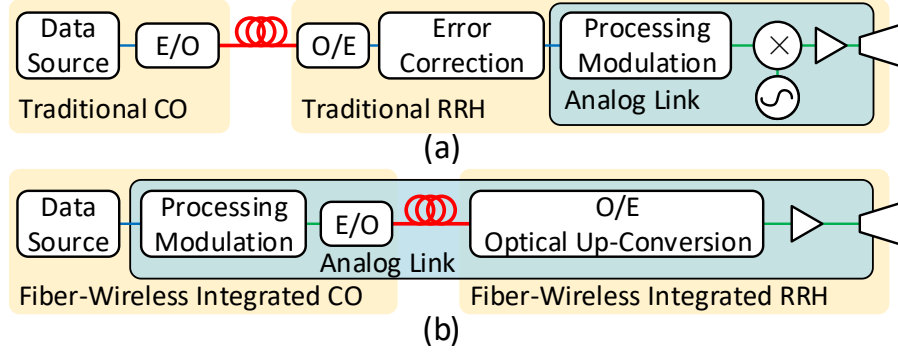 Data
Source
E/O
O/E
Error
Correction
Processing
Modulation
Analog Link
Traditional CO
Traditional RRH
(a)
Data
Source
Processing
Modulation
E/O
O/E
Optical Up-Conversion
Analog Link
Fiber-Wireless Integrated CO
Fiber-Wireless Integrated RRH
(b)